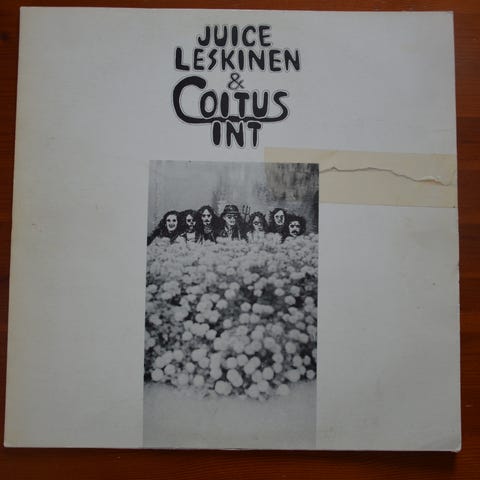 JUICE
LESKINEN
&
COITUS
INT